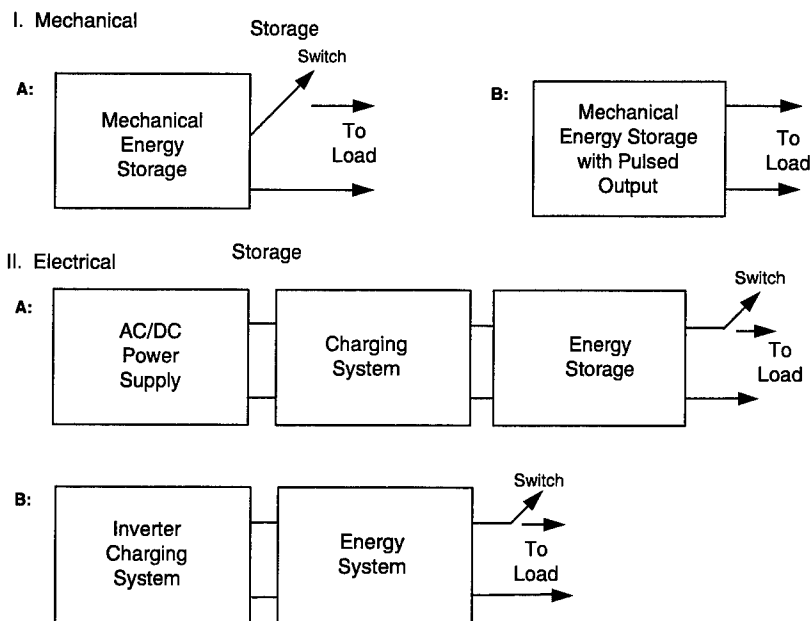 I. Mechanical
Storage
Switch
A:
Mechanical
Energy
Storage
To
Load
B:
Mechanical
Energy Storage
with Pulsed
Output
To
Load
II. Electrical
Storage
A:
AC/DC
Power
Supply
Charging
System
Energy
Storage
Switch
To
Load
B:
Inverter
Charging
System
Energy
System
Switch
To
Load